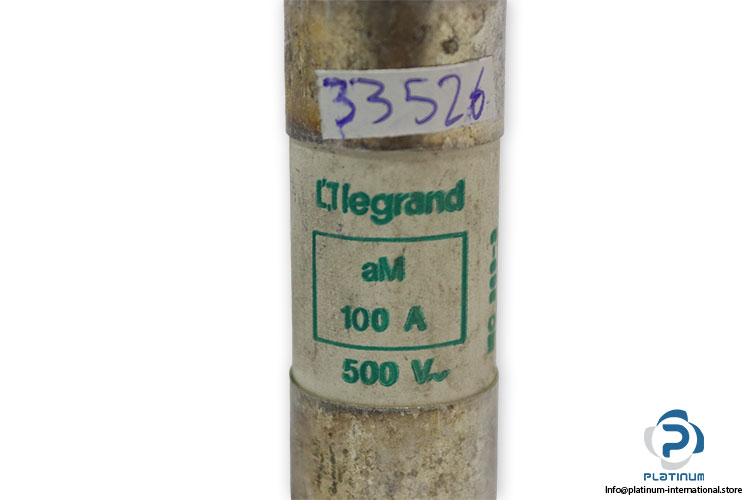 33526
legrand
aM
100 A
500 V~
PLATINUM
Info@platinum-international.store